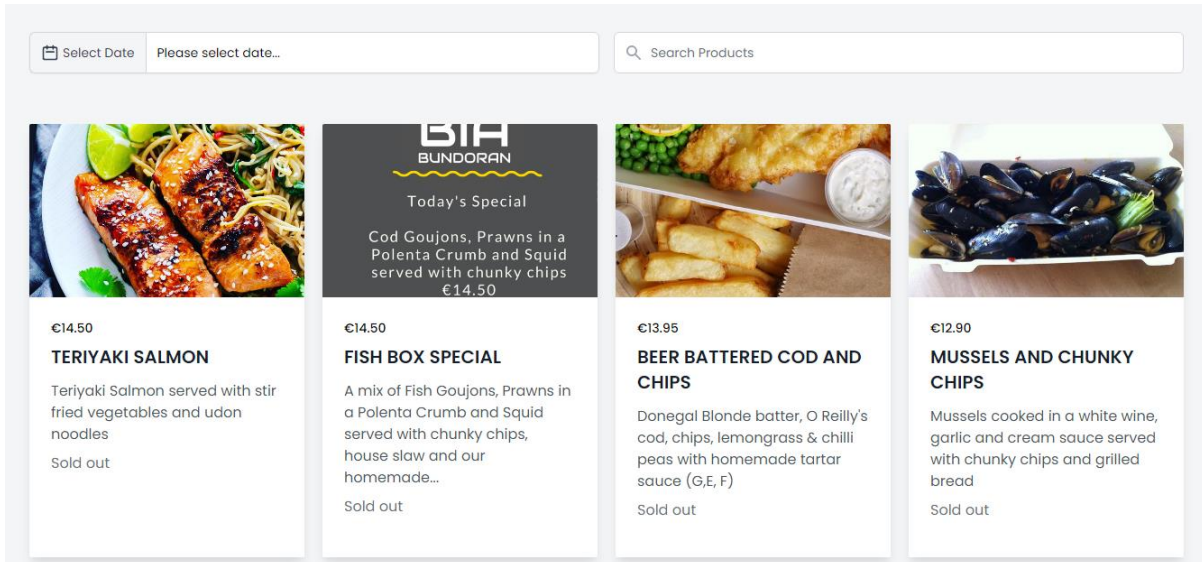 Select Date
Please select date...
Search Products
BUNDORAN
Today's Special
Cod Goujons, Prawns in a
Polenta Crumb and Squid
served with chunky chips
€14.50
€14.50
TERIYAKI SALMON
Teriyaki Salmon served with stir
fried vegetables and udon
noodles
Sold out
€14.50
FISH BOX SPECIAL
A mix of Fish Goujons, Prawns in
a Polenta Crumb and Squid
served with chunky chips,
house slaw and our
homemade...
Sold out
€13.95
BEER BATTERED COD AND
CHIPS
Donegal Blonde batter, O Reilly's
cod, chips, lemongrass & chilli
peas with homemade tartar
sauce (G,E, F)
Sold out
€12.90
MUSSELS AND CHUNKY
CHIPS
Mussels cooked in a white wine,
garlic and cream sauce served
with chunky chips and grilled
bread
Sold out